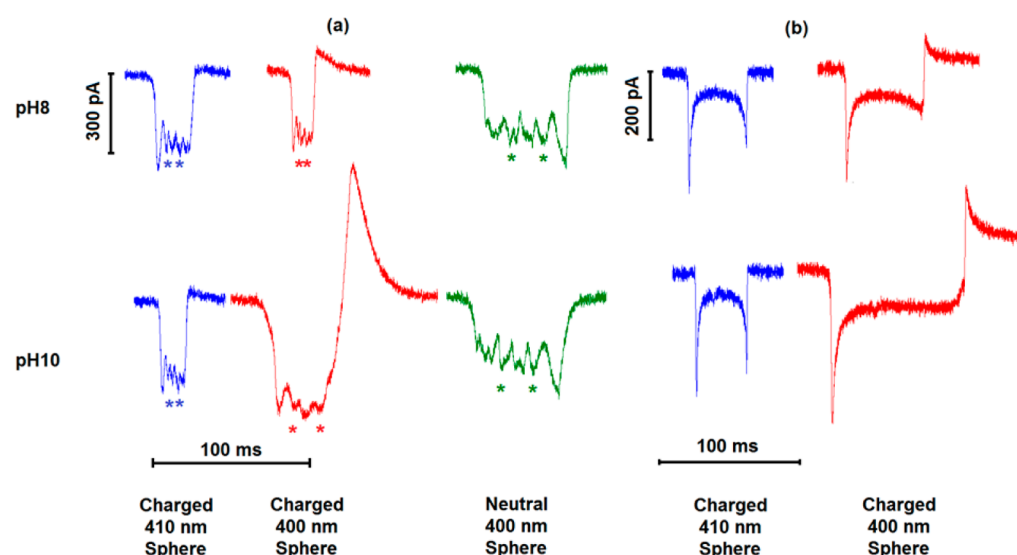 (a)
(b)
pH8
300 pA
200 pA
* *
**
* *
pH10
* *
* *
* *
100 ms
100 ms
Charged
410 nm
Sphere
Charged
400 nm
Sphere
Neutral
400 nm
Sphere
Charged
410 nm
Sphere
Charged
400 nm
Sphere